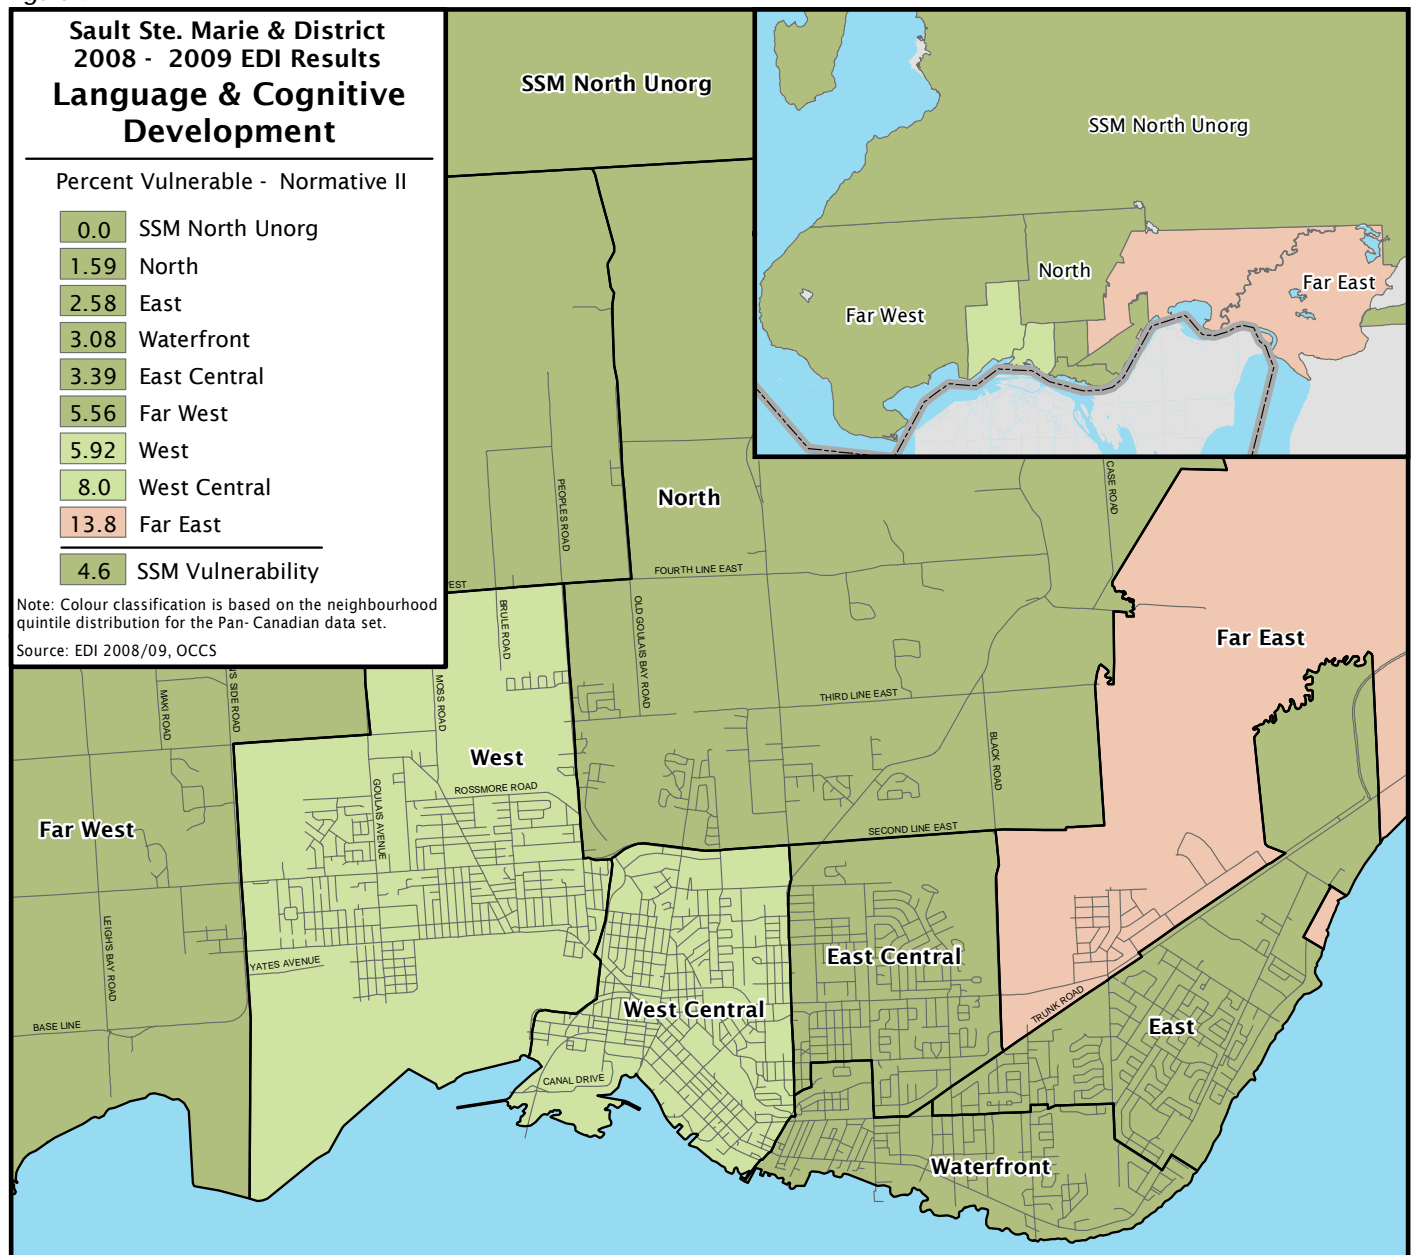 Sault Ste. Marie & District
2008 - 2009 EDI Results
Language & Cognitive
Development
Percent Vulnerable - Normative II
0.0 SSM North Unorg
1.59 North
2.58 East
3.08 Waterfront
3.39 East Central
5.56 Far West
5.92 West
8.0 West Central
13.8 Far East
4.6 SSM Vulnerability
Note: Colour classification is based on the neighbourhood
quintile distribution for the Pan- Canadian data set.
Source: EDI 2008/09, OCCS
SSM North Unorg
SSM North Unorg
North
Far East
Far West
CASE ROAD
PEOPLES ROAD
North
FOURTH LINE EAST
EST
BRULE ROAD
OLD GOULAIS BAY ROAD
Far East
MAKI ROAD
'S SIDE ROAD
MOSS ROAD
THIRD LINE EAST
BLACK ROAD
West
GOULAIS AVENUE
ROSSMORE ROAD
Far West
SECOND LINE EAST
LEIGH'S BAY ROAD
YATES AVENUE
East Central
West Central
TRUNK ROAD
East
BASE LINE
CANAL DRIVE
Waterfront